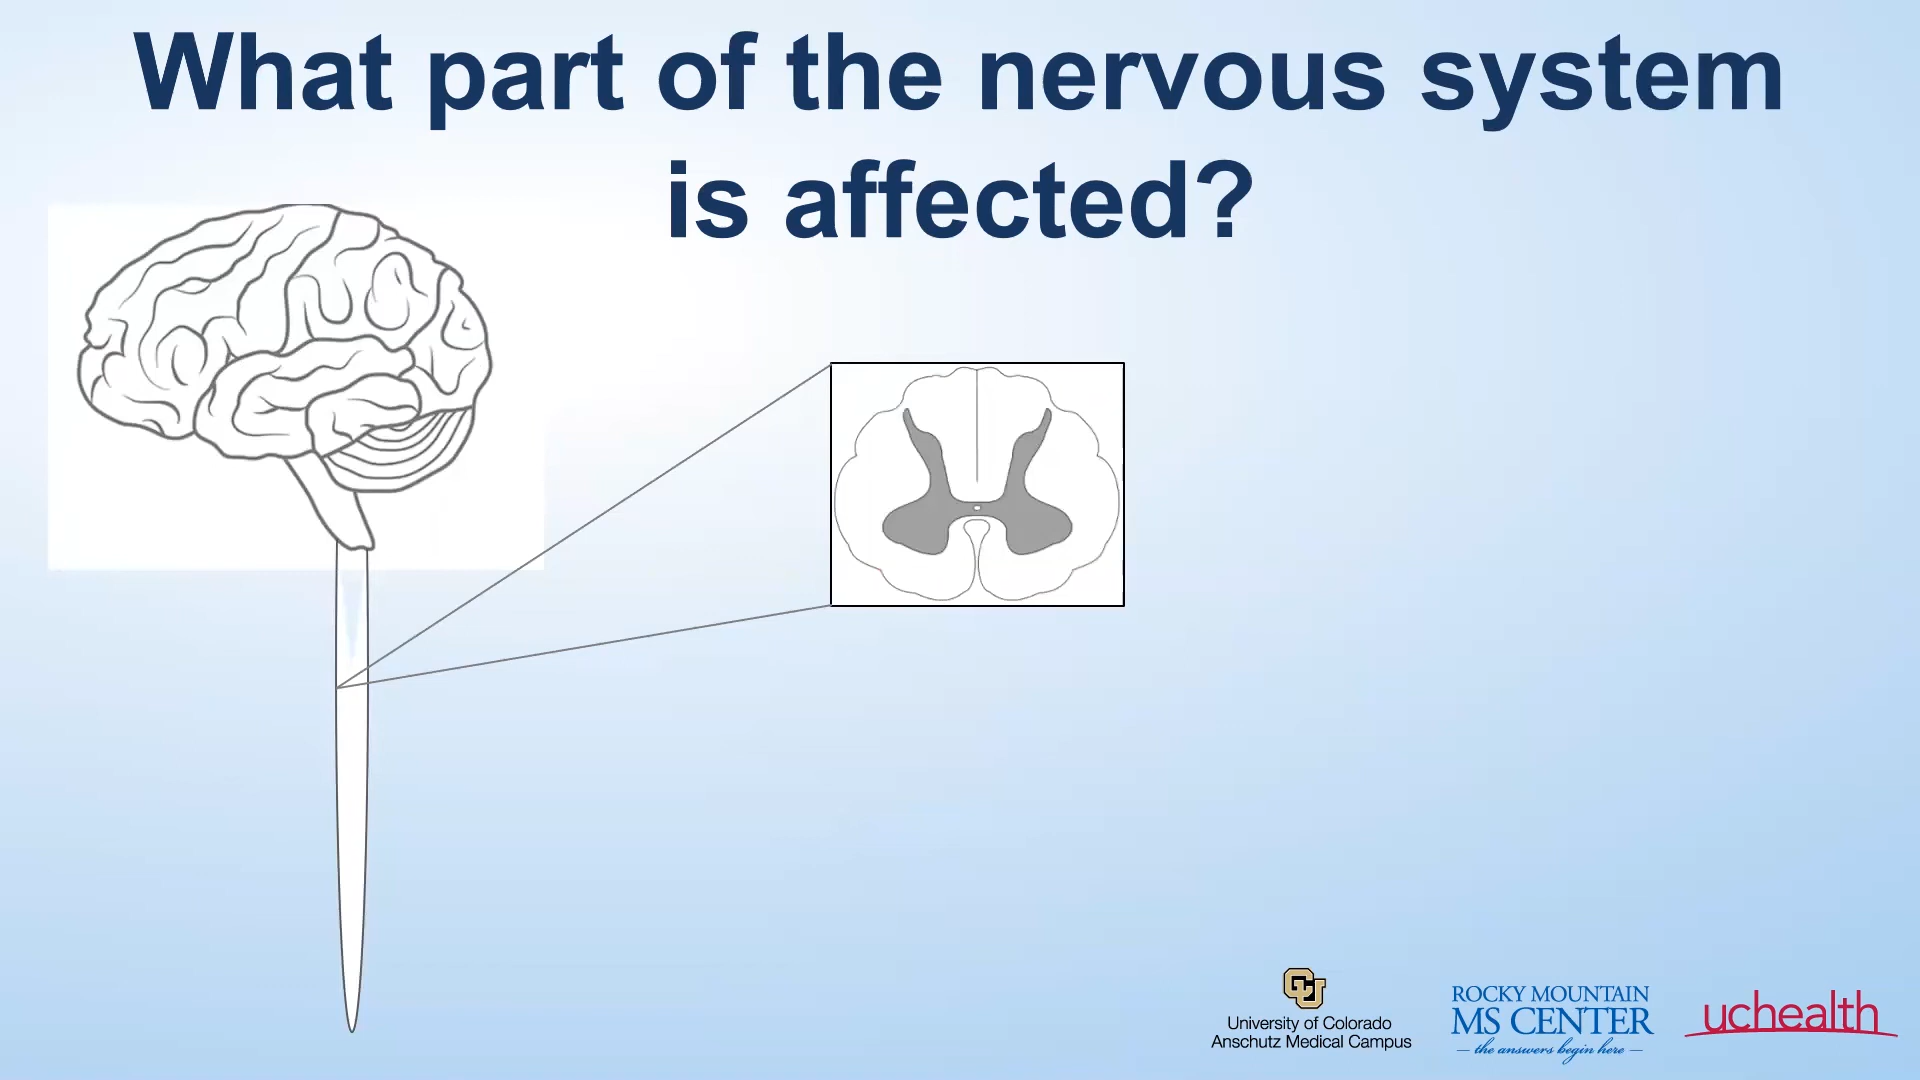 What part of the nervous system
is affected?
CU
University of Colorado
Anschutz Medical Campus
ROCKY MOUNTAIN
MS CENTER
— the answers begin here —
uchealth